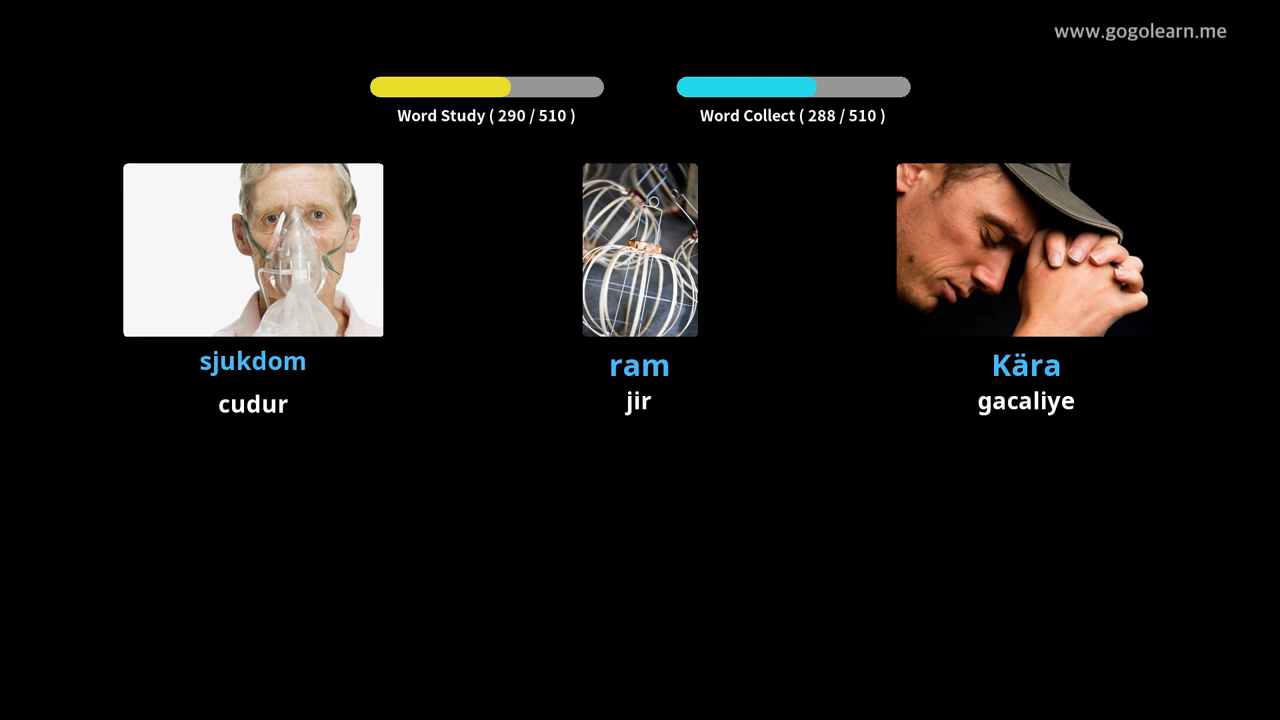 www.gogolearn.me
Word Study ( 290 / 510 )
Word Collect ( 288 / 510 )
sjukdom
cudur
ram
jir
Kära
gacaliye